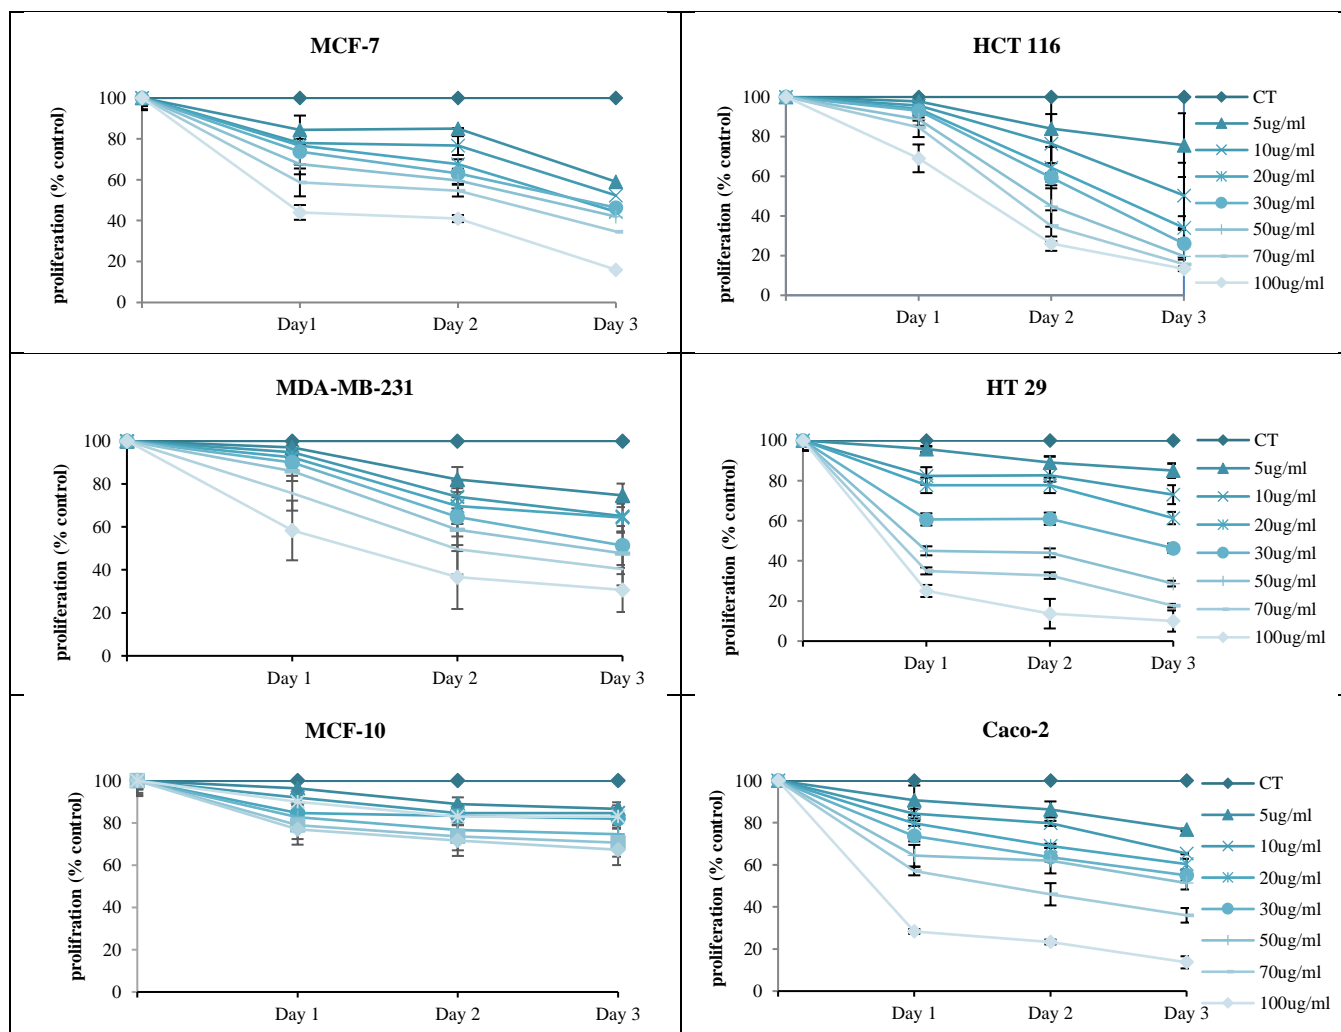 MCF-7
proliferation (% control)
100
80
60
40
20
0
Day1
Day 2
Day 3
HCT 116
proliferation (% control)
100
80
60
40
20
0
Day 1
Day 2
Day 3
CT
5ug/ml
10ug/ml
20ug/ml
30ug/ml
50ug/ml
70ug/ml
100ug/ml
MDA-MB-231
proliferation (% control)
100
80
60
40
20
0
Day 1
Day 2
Day 3
HT 29
proliferation (% control)
100
80
60
40
20
0
Day 1
Day 2
Day 3
CT
5ug/ml
10ug/ml
20ug/ml
30ug/ml
50ug/ml
70ug/ml
100ug/ml
MCF-10
prolifration (% control)
100
80
60
40
20
0
Day 1
Day 2
Day 3
Caco-2
proliferation (% control)
100
80
60
40
20
0
Day 1
Day 2
Day 3
CT
5ug/ml
10ug/ml
20ug/ml
30ug/ml
50ug/ml
70ug/ml
100ug/ml